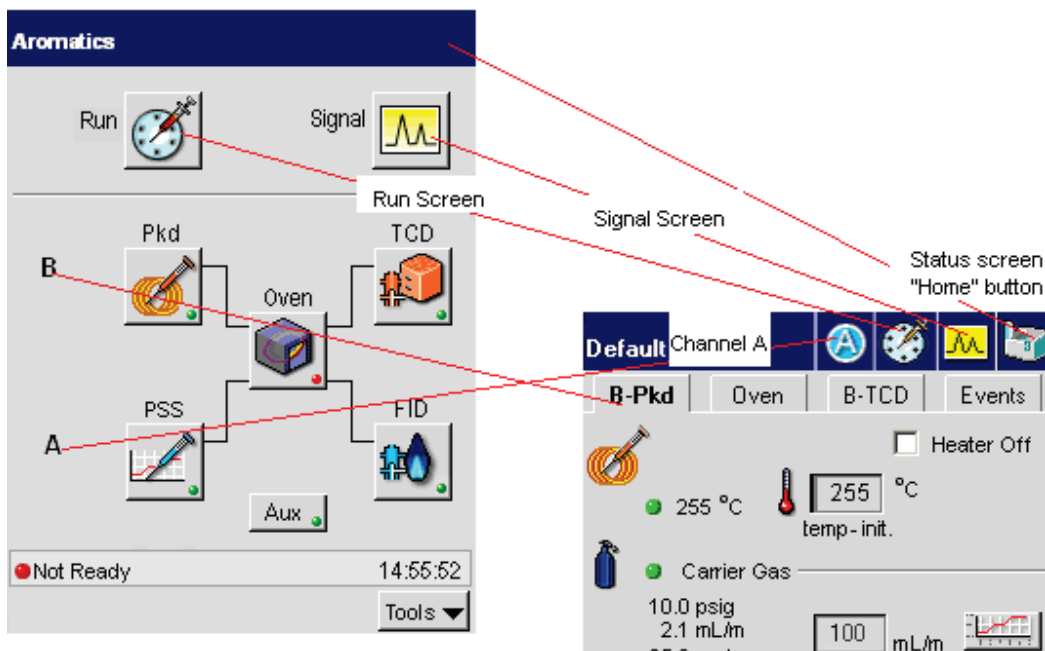 Aromatics
Run
Signal
Run Screen
Signal Screen
Pkd
TCD
B
Oven
Status screen
"Home" button
Default
Channel A
A
B-Pkd
Oven
B-TCD
Events
PSS
FID
A
Heater Off
255 °C
255 °C
temp-init.
Aux
Carrier Gas
Not Ready
14:55:52
10.0 psig
2.1 mL/m
100 mL/m
Tools